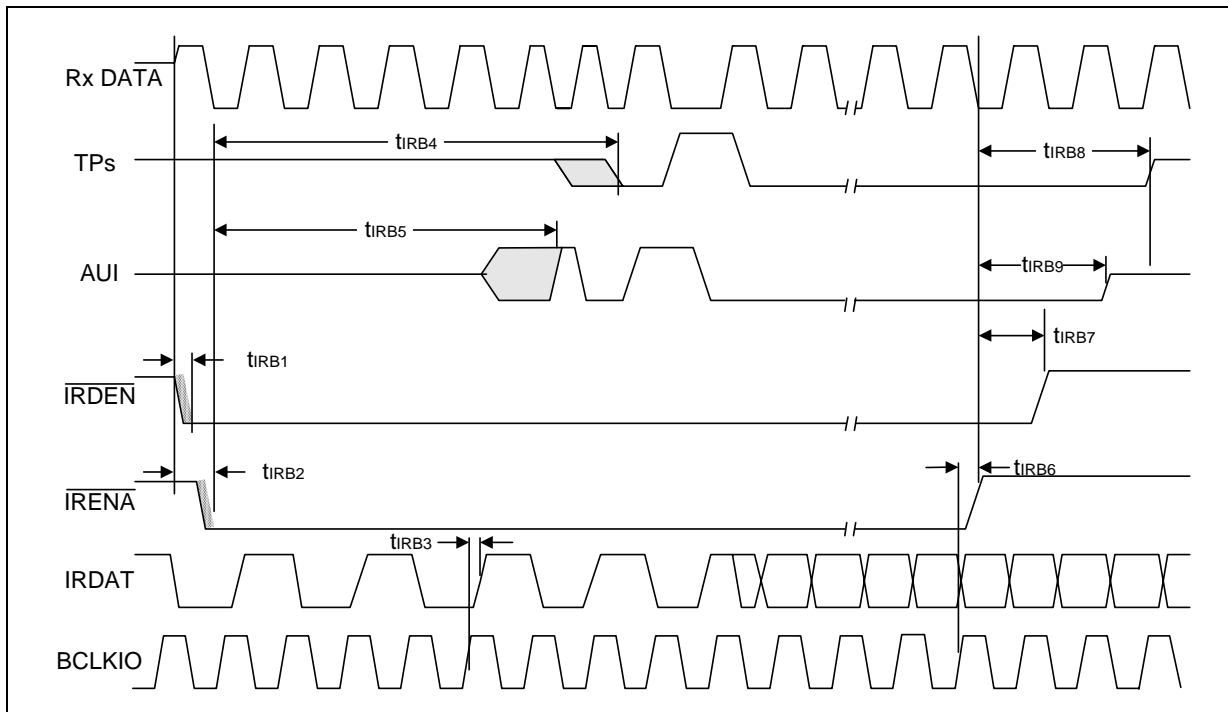 Rx DATA
tIRB4
TPs
tIRB8
tIRB5
AUI
tIRB9
tIRB7
tIRB1
IRDEN
tIRB2
tIRB6
IRENA
tIRB3
IRDAT
BCLKIO